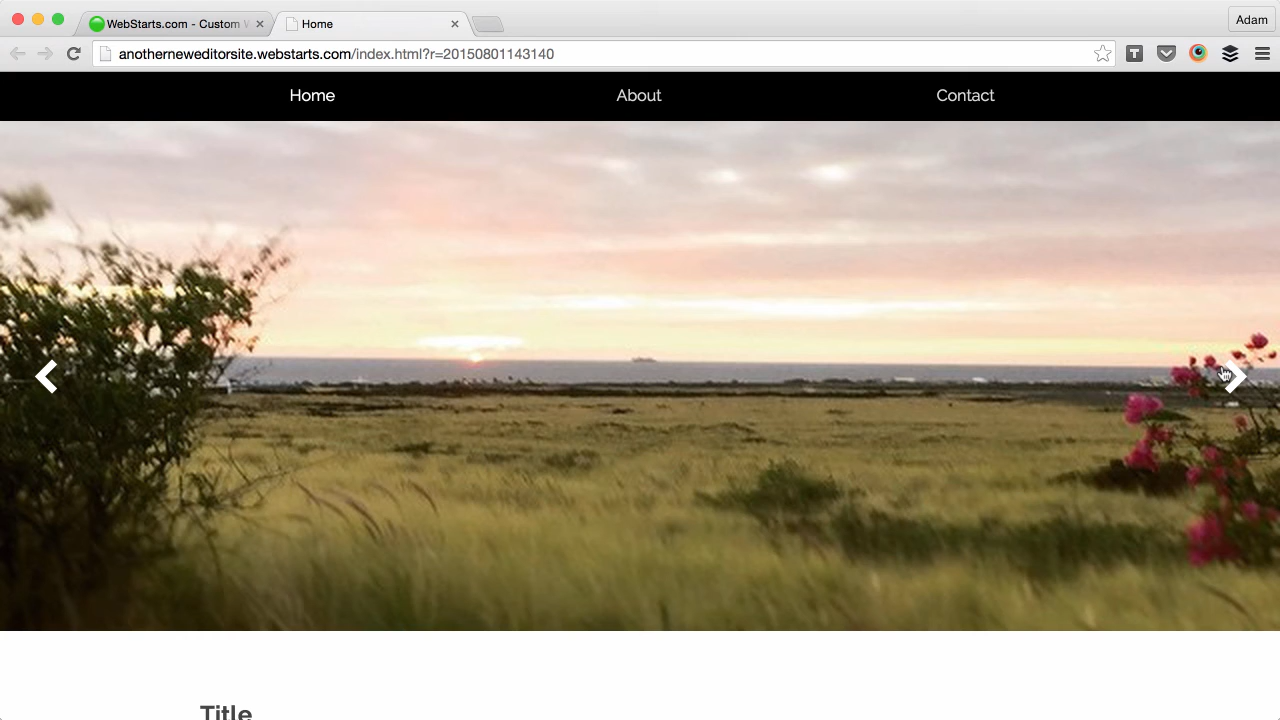 WebStarts.com - Custom W
Home
Adam
anotherneweditorsite.webstarts.com/index.html?r=20150801143140
T
Home
About
Contact
Title